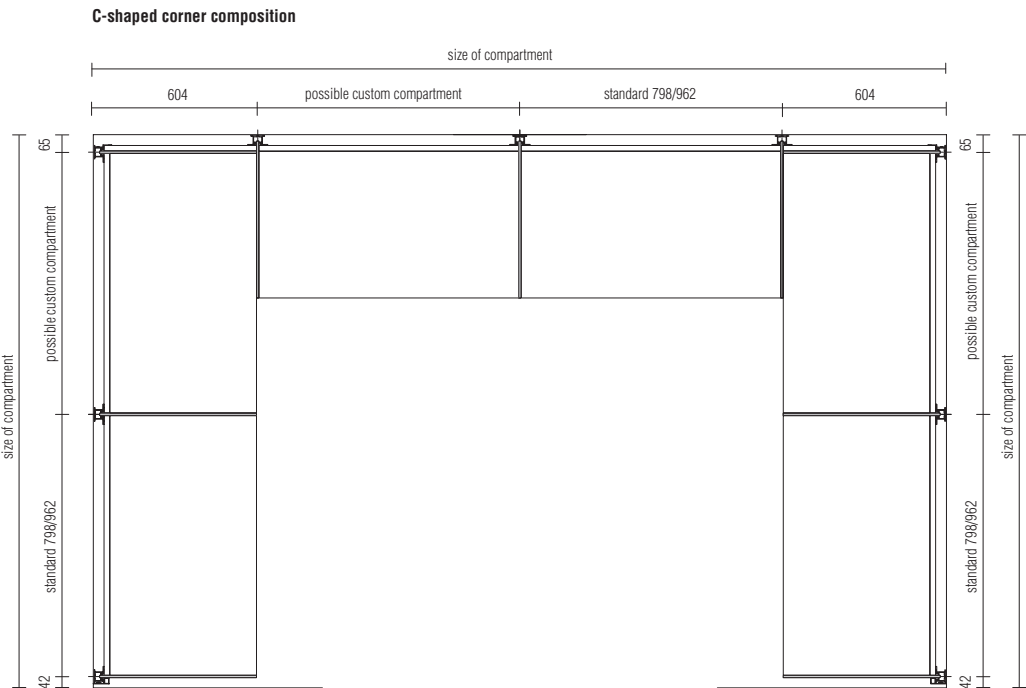 C-shaped corner composition
size of compartment
604
possible custom compartment
standard 798/962
604
65
possible custom compartment
size of compartment
standard 798/962
42
65
possible custom compartment
size of compartment
standard 798/962
42